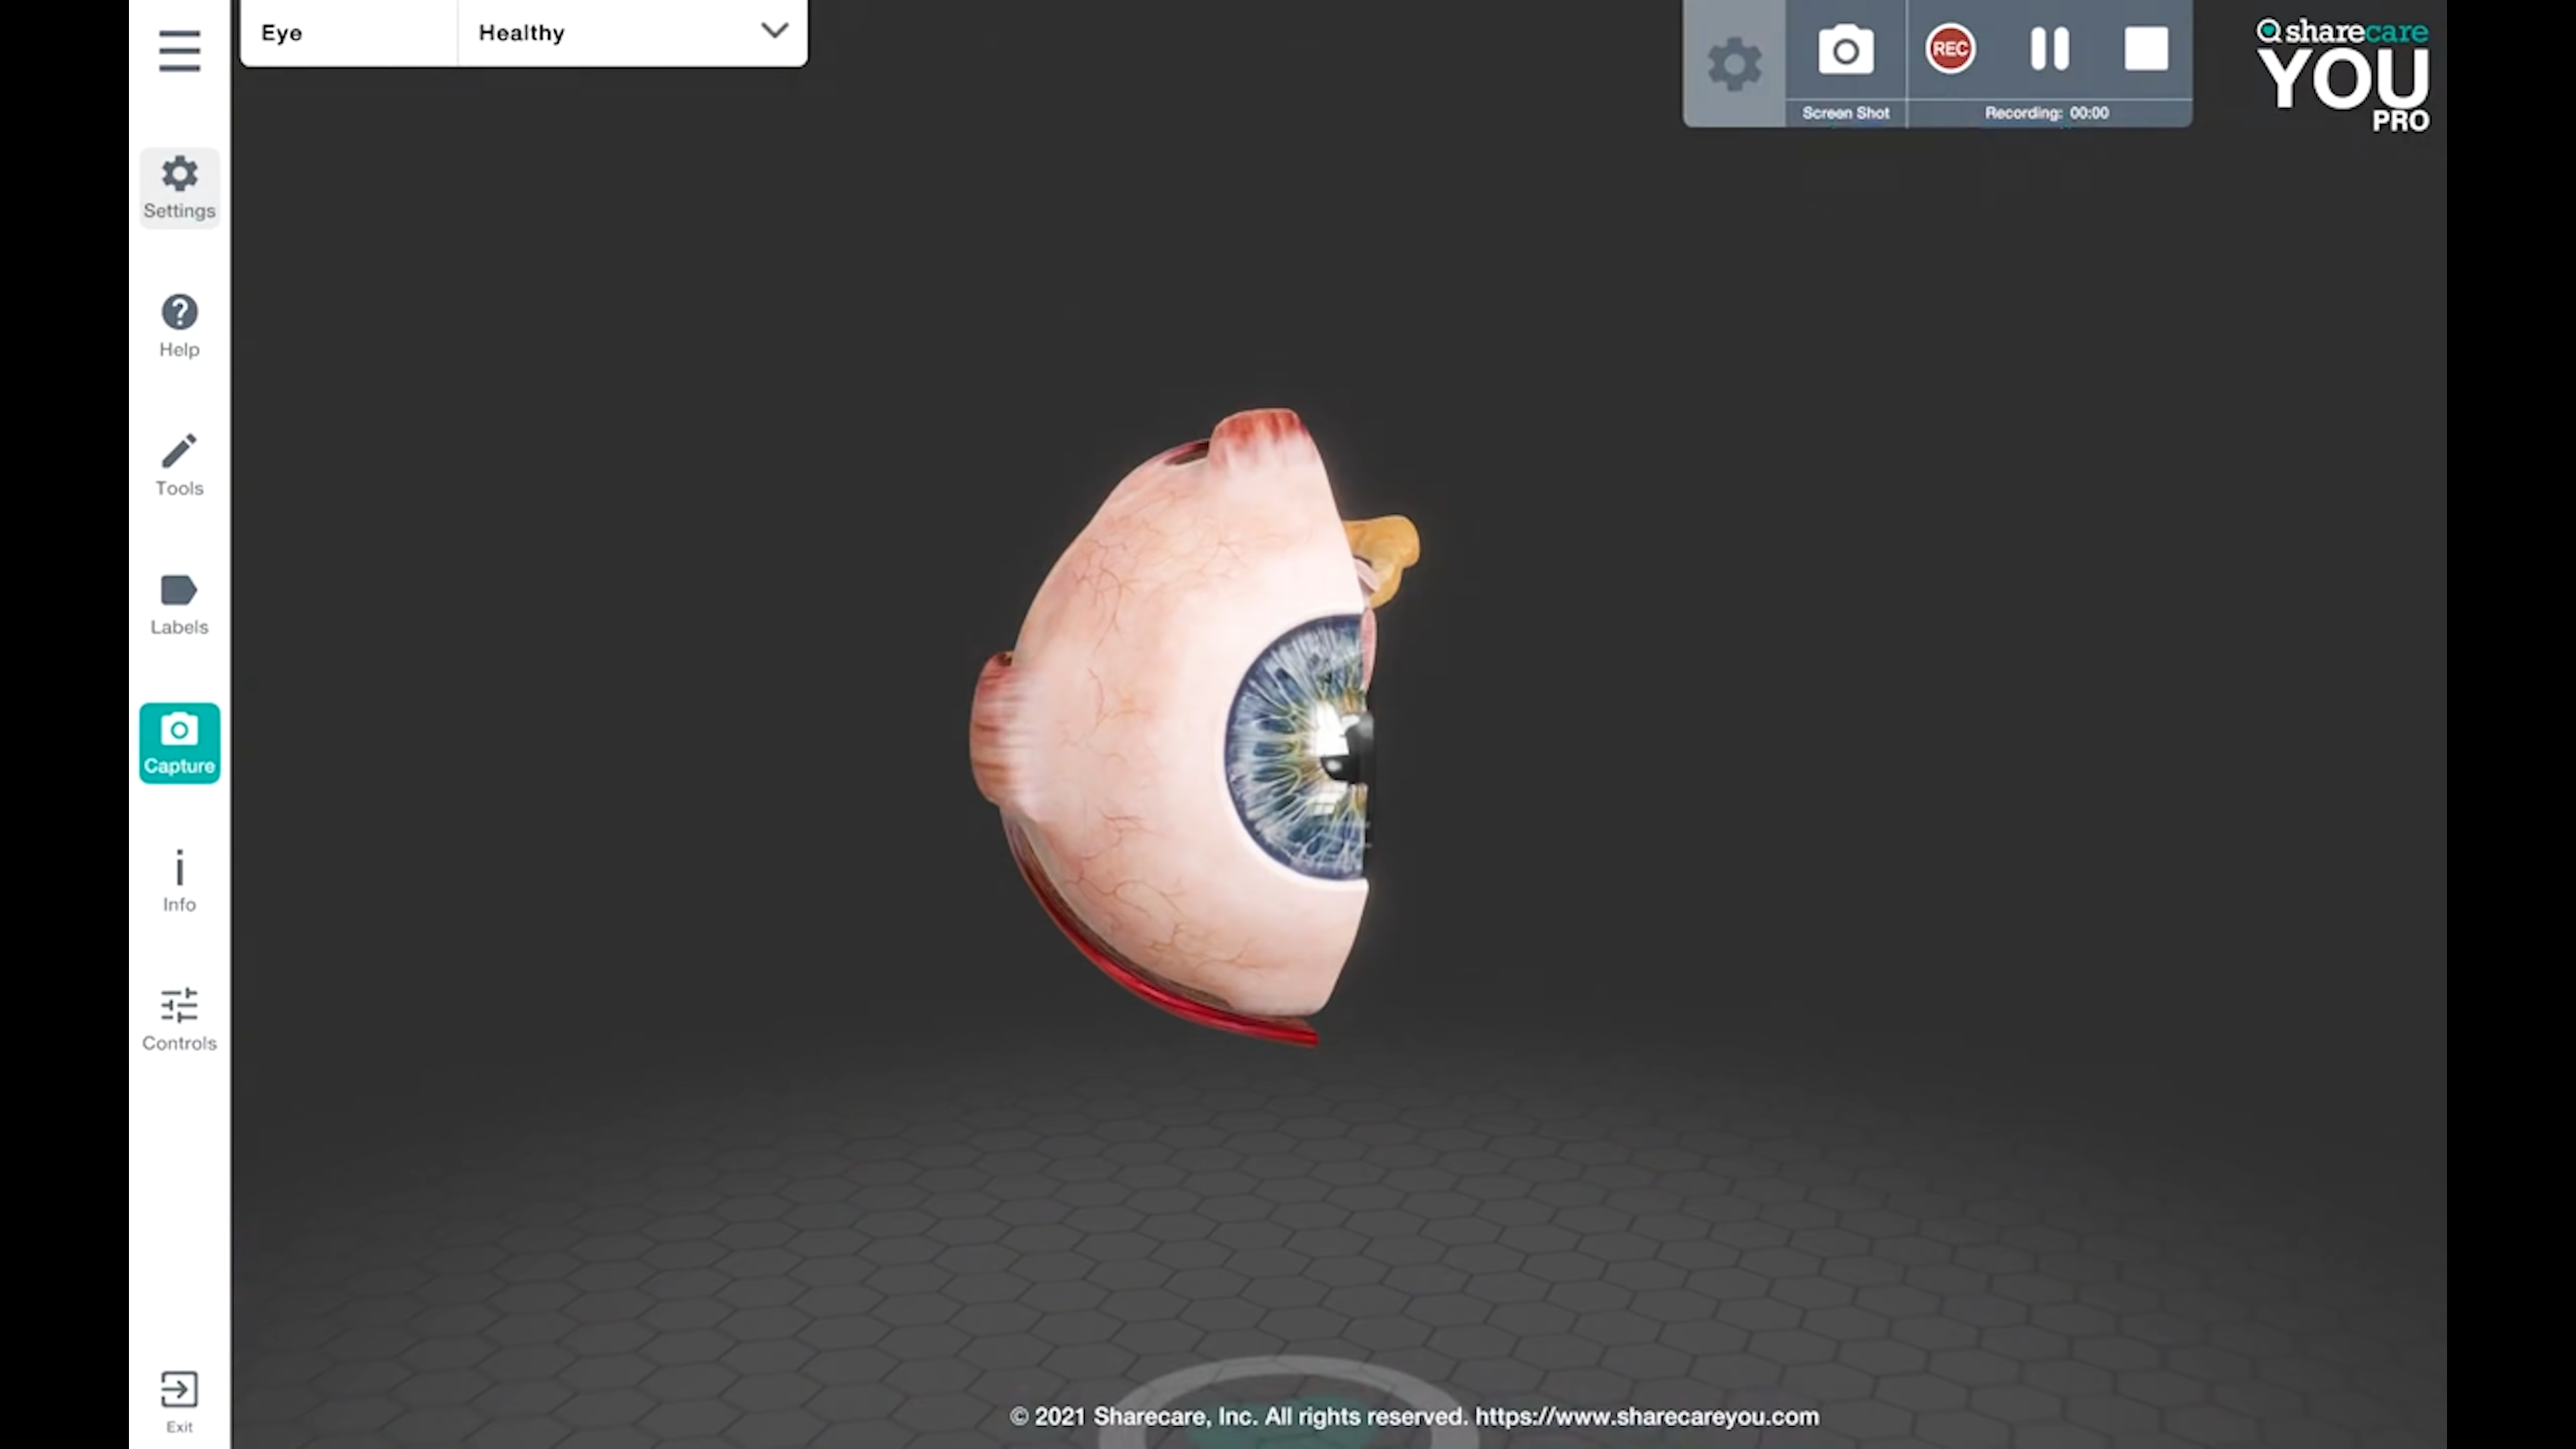 Eye
Healthy
Settings
Help
Tools
Labels
Capture
Info
Controls
Exit
Screen Shot
REC
Recording: 00:00
sharecare
YOU
PRO
© 2021 Sharecare, Inc. All rights reserved. https://www.sharecareyou.com